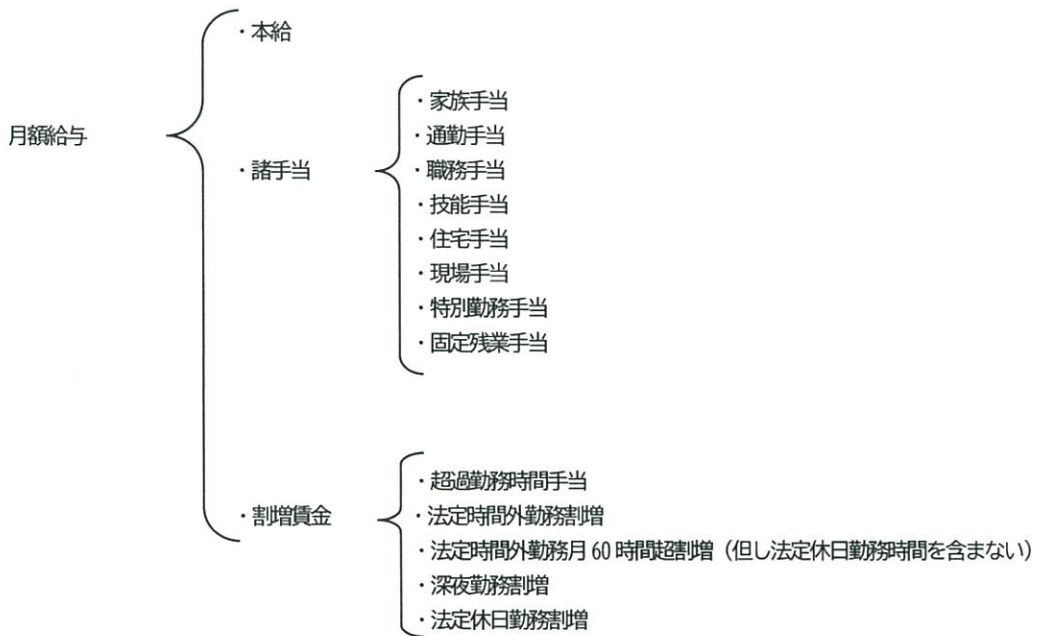 月額給与
・本給
・諸手当
・家族手当
・通勤手当
・職務手当
・技能手当
・住宅手当
・現場手当
・特別勤務手当
・固定残業手当
・割増賃金
・超過勤務時間手当
・法定時間外勤務割増
・法定時間外勤務月60時間超割増（但し法定休日勤務時間を含まない）
・深夜勤務割増
・法定休日勤務割増